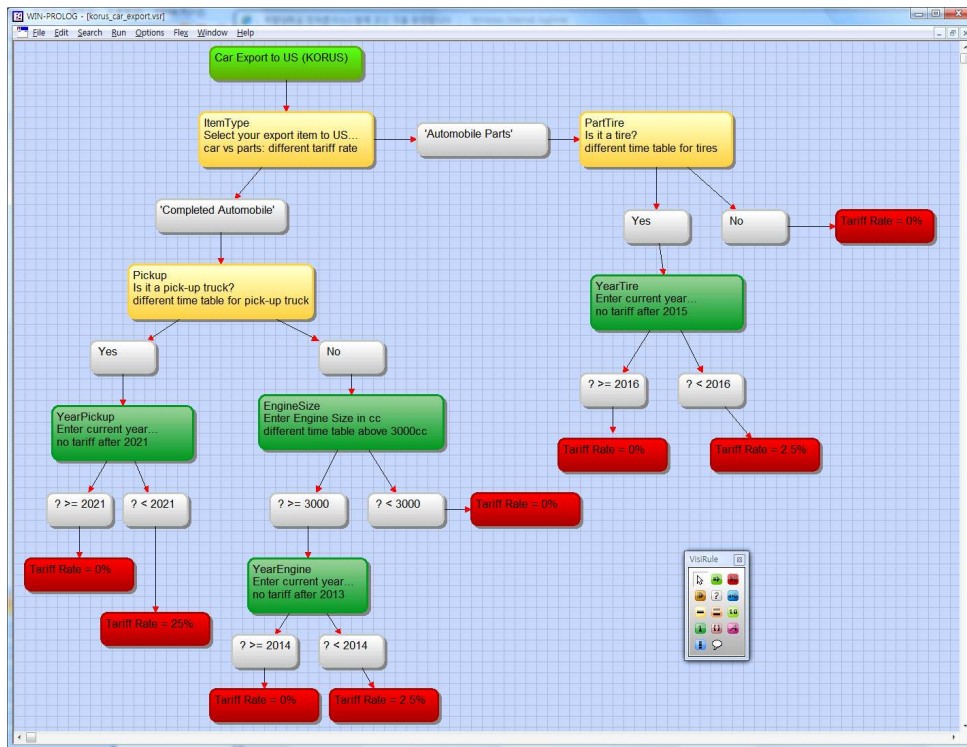 WIN-PROLOG - [korus_car_export.vsr]
File Edit Search Run Options Flex Window Help
Car Export to US (KORUS)
ItemType
Select your export item to US...
car vs parts: different tariff rate
'Automobile Parts'
PartTire
Is it a tire?
different time table for tires
'Completed Automobile'
Yes
No
Tariff Rate = 0%
Pickup
Is it a pick-up truck?
different time table for pick-up truck
YearTire
Enter current year...
no tariff after 2015
Yes
No
? >= 2016
? < 2016
YearPickup
Enter current year...
no tariff after 2021
EngineSize
Enter Engine Size in cc
different time table above 3000cc
Tariff Rate = 0%
Tariff Rate = 2.5%
? >= 2021
? < 2021
? >= 3000
? < 3000
Tariff Rate = 0%
Tariff Rate = 0%
YearEngine
Enter current year...
no tariff after 2013
VisiRule
Tariff Rate = 25%
? >= 2014
? < 2014
Tariff Rate = 0%
Tariff Rate = 2.5%